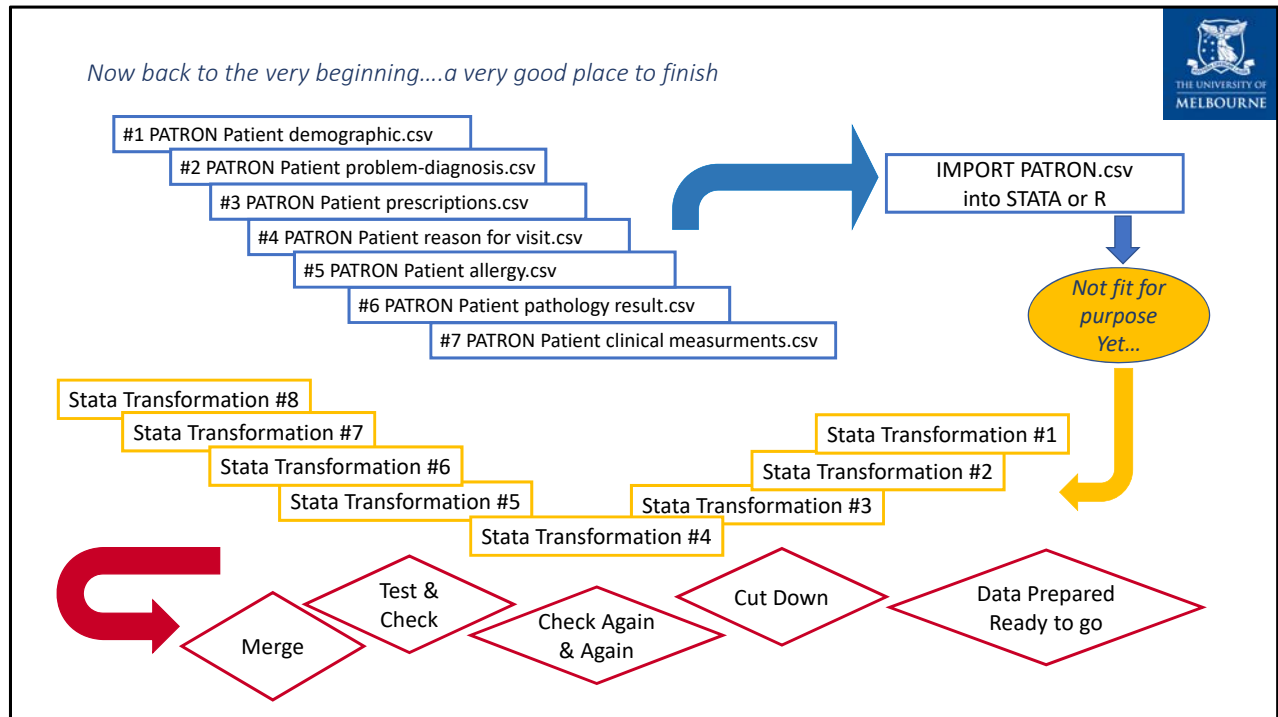 Now back to the very beginning....a very good place to finish
THE UNIVERSITY OF
MELBOURNE
#1 PATRON Patient demographic.csv
#2 PATRON Patient problem-diagnosis.csv
#3 PATRON Patient prescriptions.csv
#4 PATRON Patient reason for visit.csv
#5 PATRON Patient allergy.csv
#6 PATRON Patient pathology result.csv
#7 PATRON Patient clinical measurments.csv
IMPORT PATRON.csv
into STATA or R
Not fit for
purpose
Yet...
Stata Transformation #1
Stata Transformation #2
Stata Transformation #3
Stata Transformation #4
Stata Transformation #5
Stata Transformation #6
Stata Transformation #7
Stata Transformation #8
Merge
Test &
Check
Check Again
& Again
Cut Down
Data Prepared
Ready to go